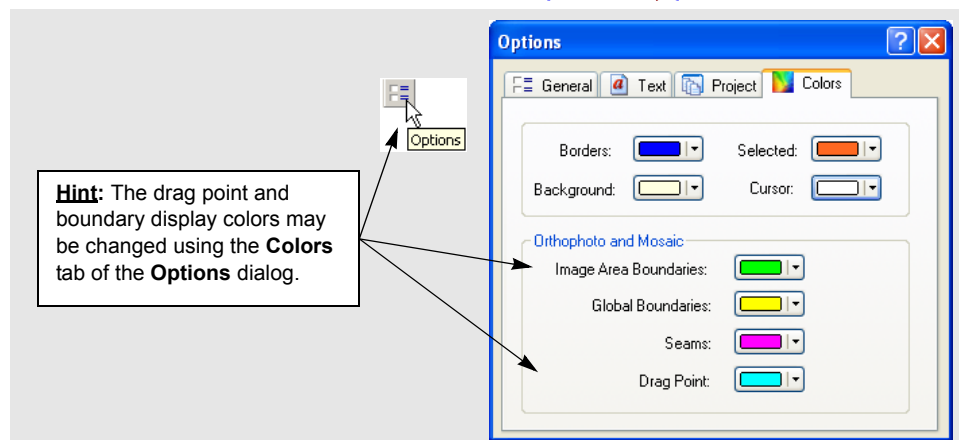 Options
General Text Project Colors
Options
Borders: Selected:
Background: Cursor:
Hint: The drag point and
boundary display colors may
be changed using the Colors
tab of the Options dialog.
Orthophoto and Mosaic
Image Area Boundaries:
Global Boundaries:
Seams:
Drag Point: